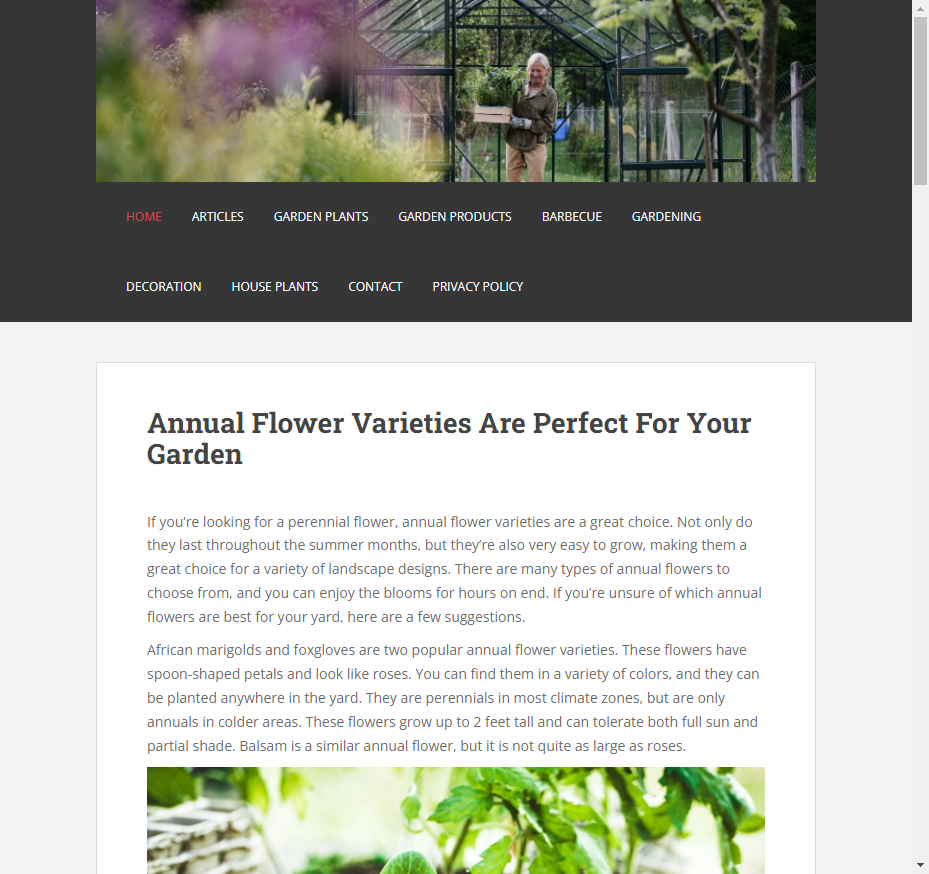 HOME ARTICLES GARDEN PLANTS GARDEN PRODUCTS BARBECUE GARDENING
DECORATION HOUSE PLANTS CONTACT PRIVACY POLICY
Annual Flower Varieties Are Perfect For Your
Garden
If you’re looking for a perennial flower, annual flower varieties are a great choice. Not only do
they last throughout the summer months, but they’re also very easy to grow, making them a
great choice for a variety of landscape designs. There are many types of annual flowers to
choose from, and you can enjoy the blooms for hours on end. If you’re unsure of which annual
flowers are best for your yard, here are a few suggestions.
African marigolds and foxgloves are two popular annual flower varieties. These flowers have
spoon-shaped petals and look like roses. You can find them in a variety of colors, and they can
be planted anywhere in the yard. They are perennials in most climate zones, but are only
annuals in colder areas. These flowers grow up to 2 feet tall and can tolerate both full sun and
partial shade. Balsam is a similar annual flower, but it is not quite as large as roses.